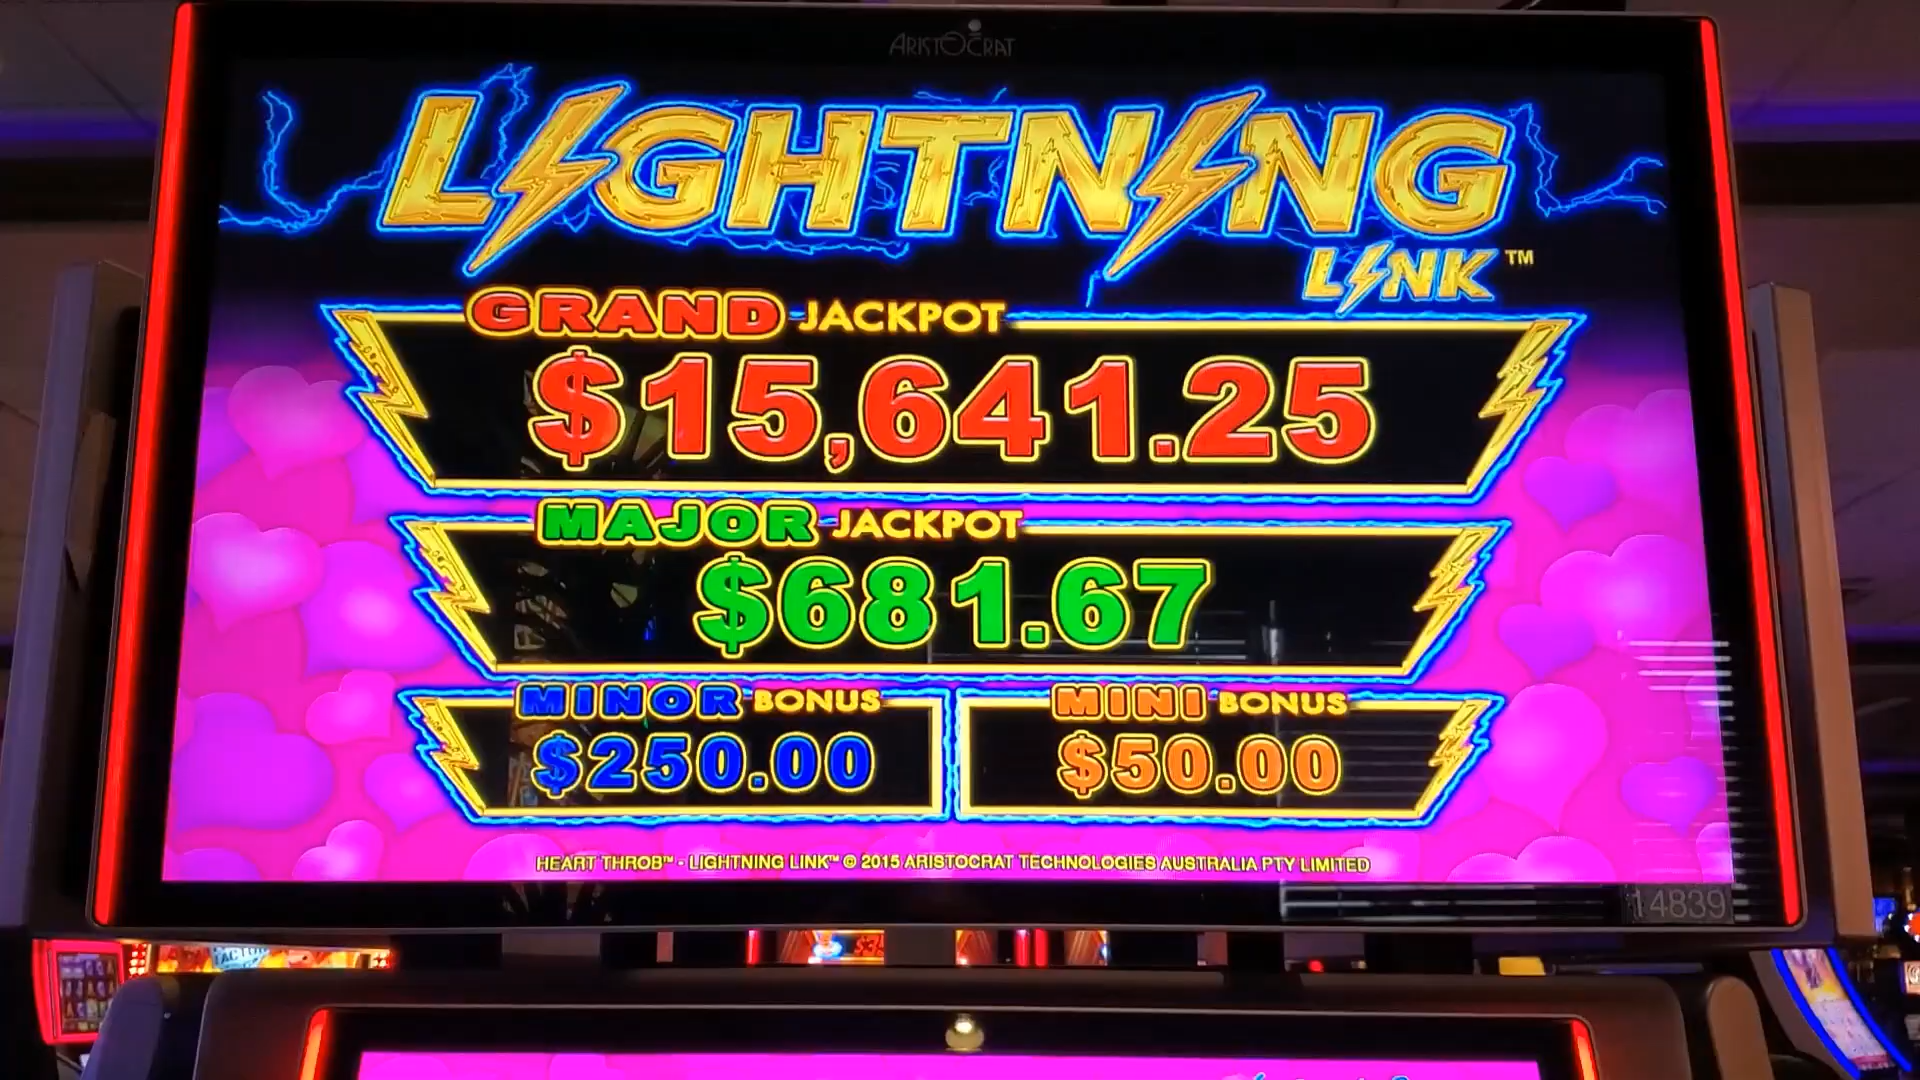 ARISTOCRAT
LIGHTNING
LINK™
GRAND JACKPOT
$15,641.25
MAJOR JACKPOT
$681.67
MINOR BONUS
$250.00
MINI BONUS
$50.00
HEART THROB™ - LIGHTNING LINK™ © 2015 ARISTOCRAT TECHNOLOGIES AUSTRALIA PTY LIMITED
14839